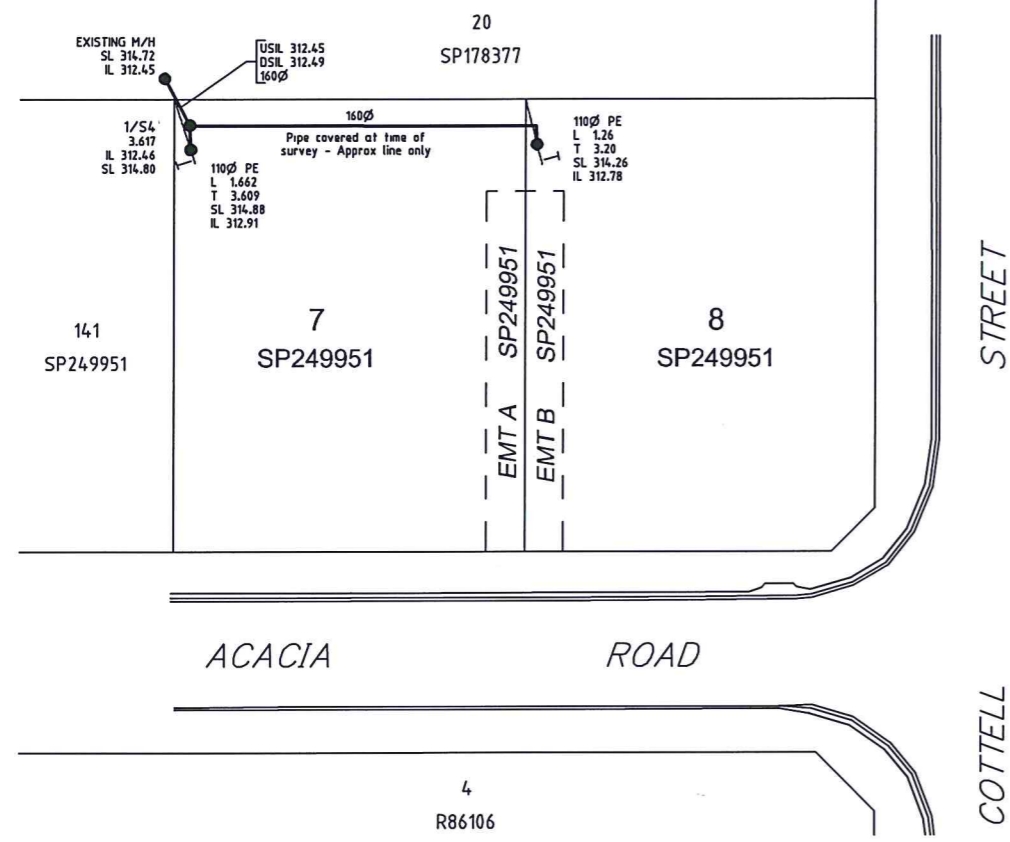 20
SP178377
EXISTING M/H
SL 314.72
IL 312.45
USIL 312.45
DSIL 312.49
160Ø
1/S4
3.617
IL 312.46
SL 314.80
160Ø
Pipe covered at time of
survey - Approx line only
110Ø PE
L 1.662
T 3.609
SL 314.88
IL 312.91
110Ø PE
L 1.26
T 3.20
SL 314.26
IL 312.78
141
SP249951
7
SP249951
EMT A SP249951
EMT B SP249951
8
SP249951
ACACIA ROAD
COTTELL STREET
4
R86106